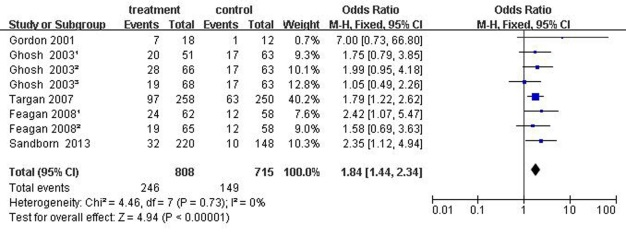 treatment control Odds Ratio Odds Ratio
Study or Subgroup Events Total Events Total Weight M-H, Fixed, 95% CI M-H, Fixed, 95% CI
Gordon 2001 7 18 1 12 0.7% 7.00 [0.73, 66.80]
Ghosh 2003¹ 20 51 17 63 9.3% 1.75 [0.79, 3.85]
Ghosh 2003² 28 66 17 63 9.9% 1.99 [0.95, 4.18]
Ghosh 2003³ 19 68 17 63 12.8% 1.05 [0.49, 2.26]
Targan 2007 97 258 63 250 40.2% 1.79 [1.22, 2.62]
Feagan 2008¹ 24 62 12 58 7.6% 2.42 [1.07, 5.47]
Feagan 2008² 19 65 12 58 9.2% 1.58 [0.69, 3.63]
Sandborn 2013 32 220 10 148 10.3% 2.35 [1.12, 4.94]
Total (95% CI) 808 715 100.0% 1.84 [1.44, 2.34]
Total events 246 149
Heterogeneity: Chi² = 4.46, df = 7 (P = 0.73); I² = 0%
Test for overall effect: Z = 4.94 (P < 0.00001)
0.01 0.1 1 10 100